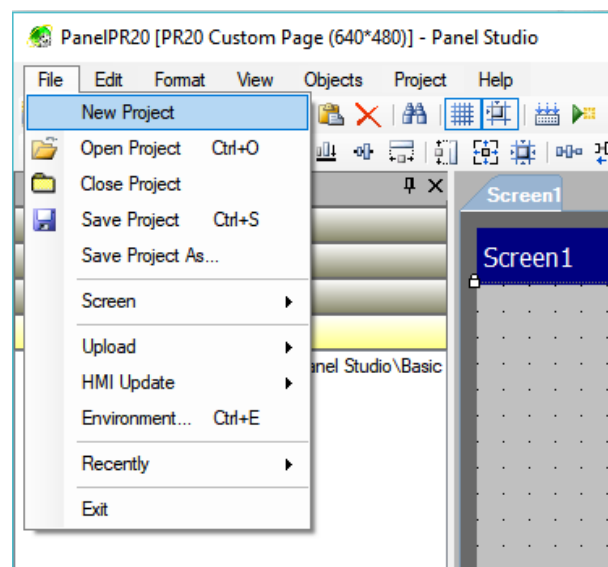 PanelPR20 [PR20 Custom Page (640*480)] - Panel Studio
File Edit Format View Objects Project Help
New Project
Open Project Ctrl+O
Close Project
Save Project Ctrl+S
Save Project As...
Screen
Upload
HMI Update
Environment... Ctrl+E
Recently
Exit
Studio\Basic
Screen1
Screen1